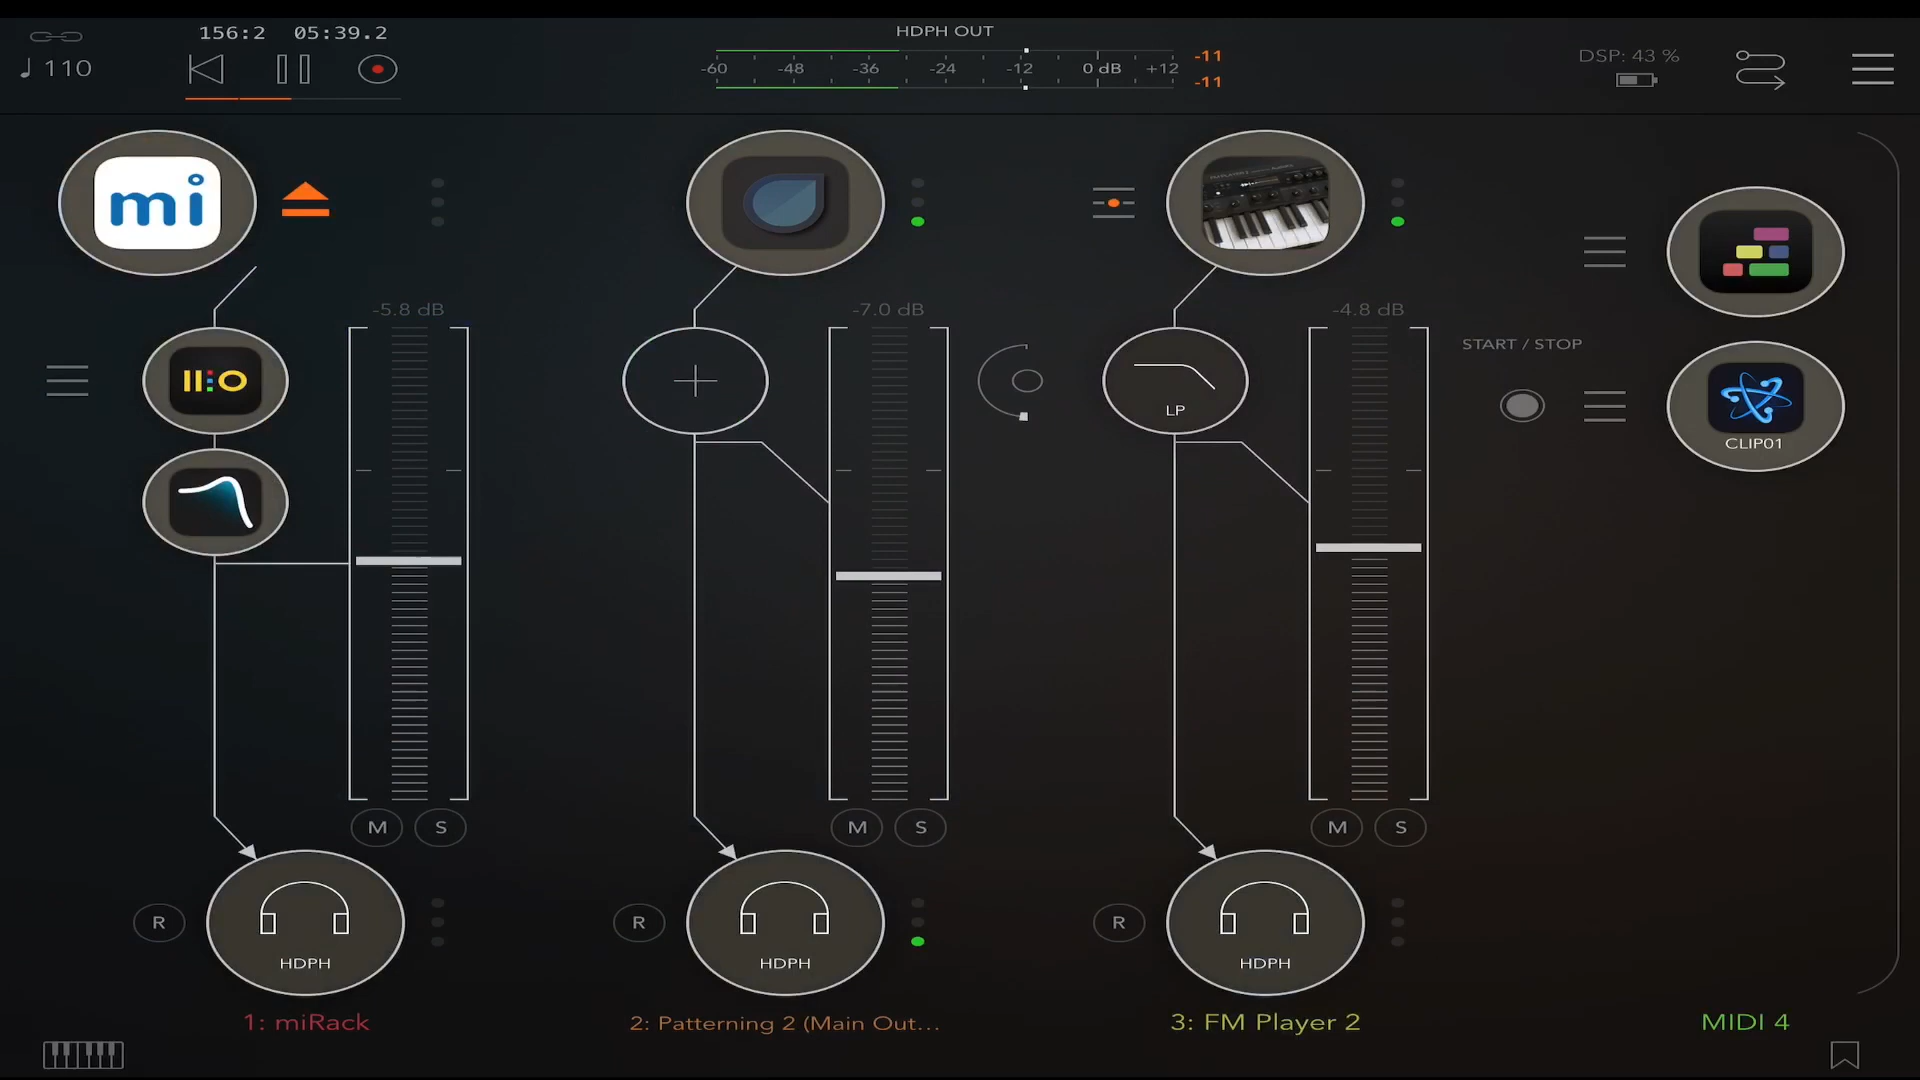 156:2 05:39.2
110
HDPH OUT
-60 -48 -36 -24 -12 0 dB +12
-11
-11
DSP: 43 %
mi
-5.8 dB
-7.0 dB
-4.8 dB
START / STOP
LP
CLIP01
M S
M S
M S
R
R
R
HDPH
HDPH
HDPH
1: miRack
2: Patterning 2 (Main Out...
3: FM Player 2
MIDI 4